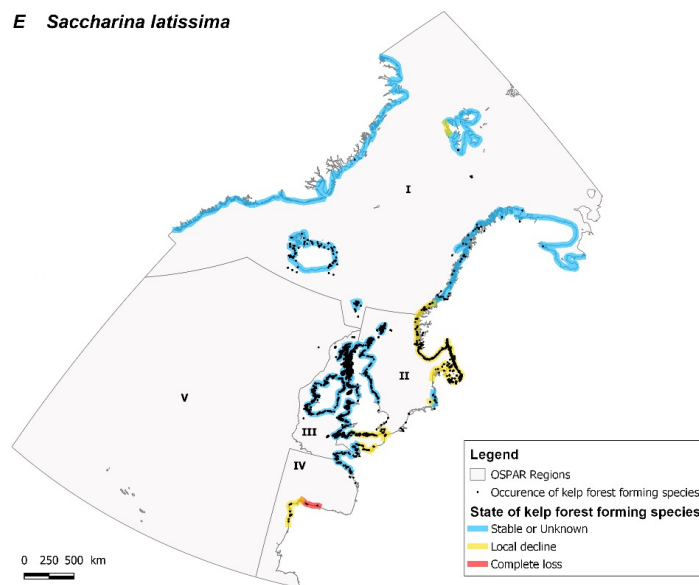 E Saccharina latissima
I
V
II
III
IV
0 250 500 km
Legend
OSPAR Regions
Occurence of kelp forest forming species
State of kelp forest forming species
Stable or Unknown
Local decline
Complete loss